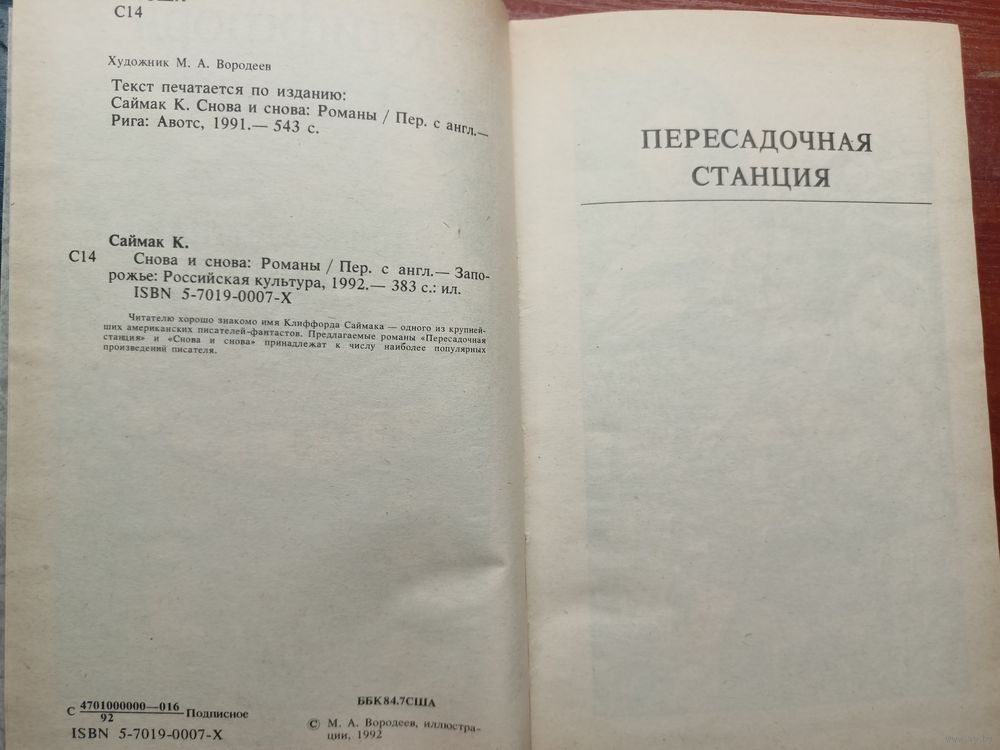 С14
Художник М. А. Вородеев
Текст печатается по изданию:
Саймак К. Снова и снова: Романы / Пер. с англ.—
Рига: Авотс, 1991.— 543 с.
Саймак К.
С14
Снова и снова: Романы / Пер. с англ.— Запо-
рожье: Российская культура, 1992.— 383 с.: ил.
ISBN 5-7019-0007-X
Читателю хорошо знакомо имя Клиффорда Саймака — одного из крупней-
ших американских писателей-фантастов. Предлагаемые романы «Пересадочная
станция» и «Снова и снова» принадлежат к числу наиболее популярных
произведений писателя.
С 4701000000—016
92
Подписное
ISBN 5-7019-0007-X
ББК84.7США
© М. А. Вородеев, иллюстра-
ции, 1992
ПЕРЕСАДОЧНАЯ
СТАНЦИЯ